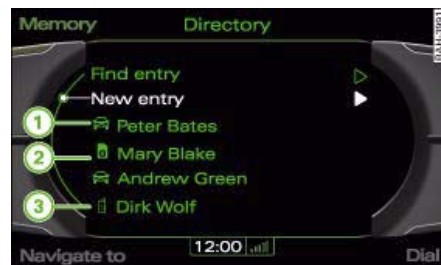 Memory Directory
Find entry
New entry
1 Peter Bates
2 Mary Blake
Andrew Green
3 Dirk Wolf
Navigate to 12:00 Dial